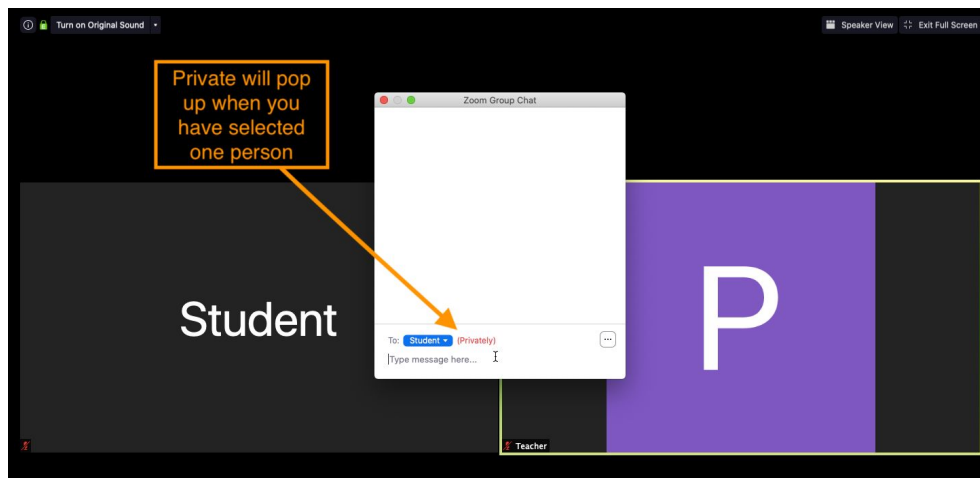 Turn on Original Sound
Speaker View
Exit Full Screen
Private will pop
up when you
have selected
one person
Zoom Group Chat
Student
P
To: Student (Privately)
Type message here...
Teacher